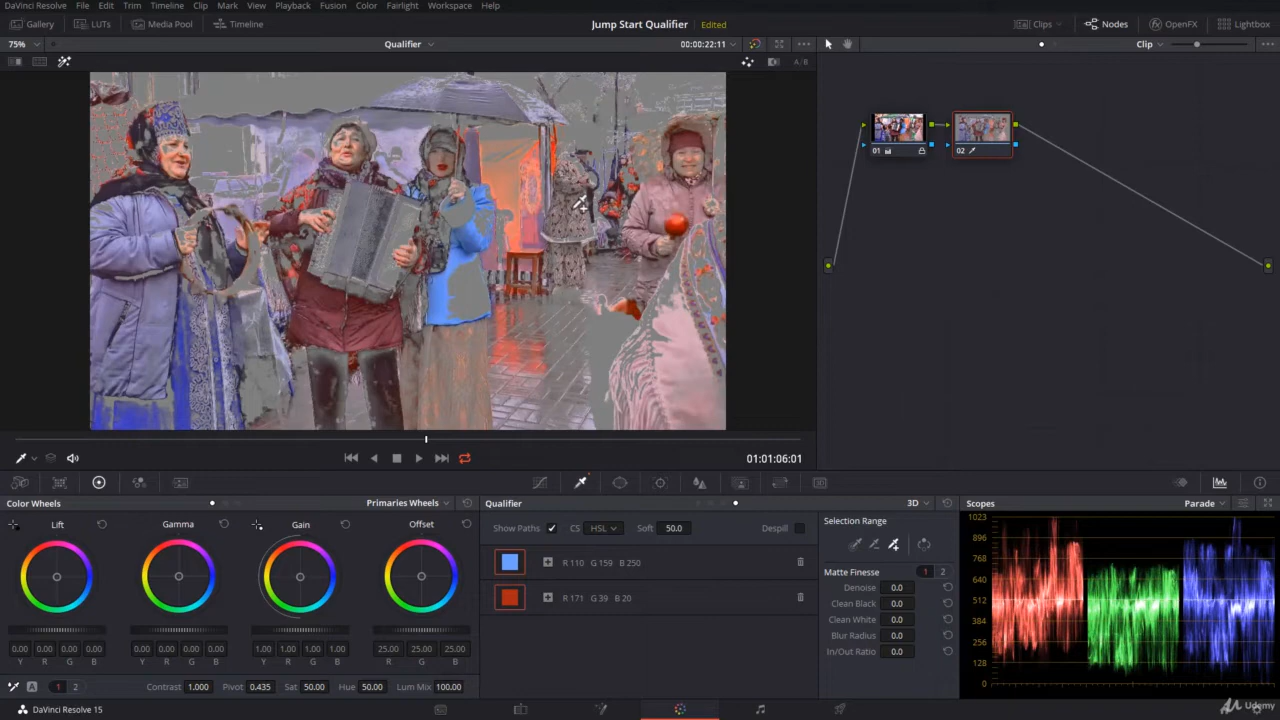 DaVinci Resolve File Edit Trim Timeline Clip Mark View Playback Fusion Color Fairlight Workspace Help
Gallery LUTs Media Pool Timeline Jump Start Qualifier Edited Clips Nodes OpenFX Lightbox
75% Qualifier 00:00:22:11 Clip
A/B
01 02
01:01:06:01
Color Wheels Primaries Wheels Qualifier 3D Scopes Parade
Lift Gamma Gain Offset
Show Paths CS HSL Soft 50.0 Despill
Selection Range
1023
896
768
640
512
384
256
128
0
R 110 G 159 B 250
R 171 G 39 B 20
Matte Finesse 1 2
Denoise 0.0
Clean Black 0.0
Clean White 0.0
Blur Radius 0.0
In/Out Ratio 0.0
0.00 0.00 0.00 0.00 0.00 0.00 0.00 0.00 1.00 1.00 1.00 1.00 25.00 25.00 25.00
Y R G B Y R G B Y R G B R G B
A 1 2 Contrast 1.000 Pivot 0.435 Sat 50.00 Hue 50.00 Lum Mix 100.00
DaVinci Resolve 15
Udemy